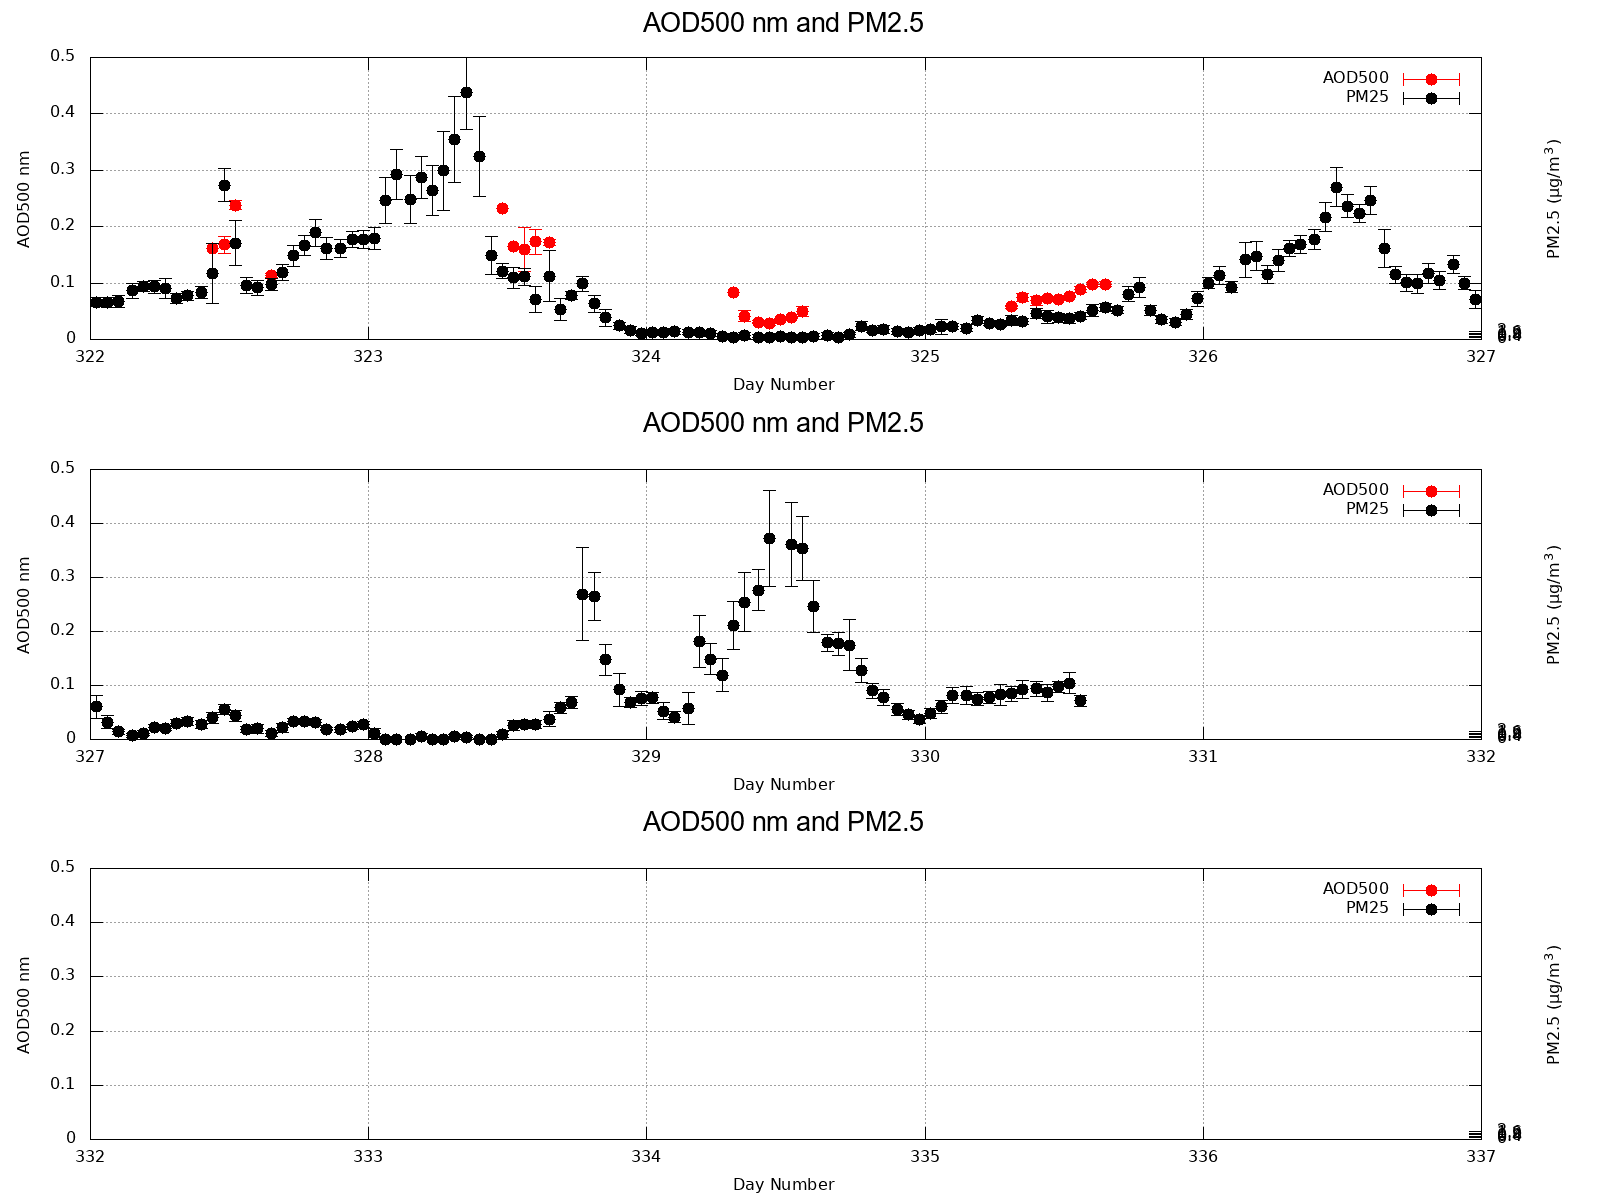 AOD500 nm and PM2.5
0.5
0.4
0.3
0.2
0.1
0
AOD500 nm
PM2.5 (µg/m3)
AOD500
PM25
322 323 324 325 326 327
Day Number
AOD500 nm and PM2.5
0.5
0.4
0.3
0.2
0.1
0
AOD500 nm
PM2.5 (µg/m3)
AOD500
PM25
327 328 329 330 331 332
Day Number
AOD500 nm and PM2.5
0.5
0.4
0.3
0.2
0.1
0
AOD500 nm
PM2.5 (µg/m3)
AOD500
PM25
332 333 334 335 336 337
Day Number